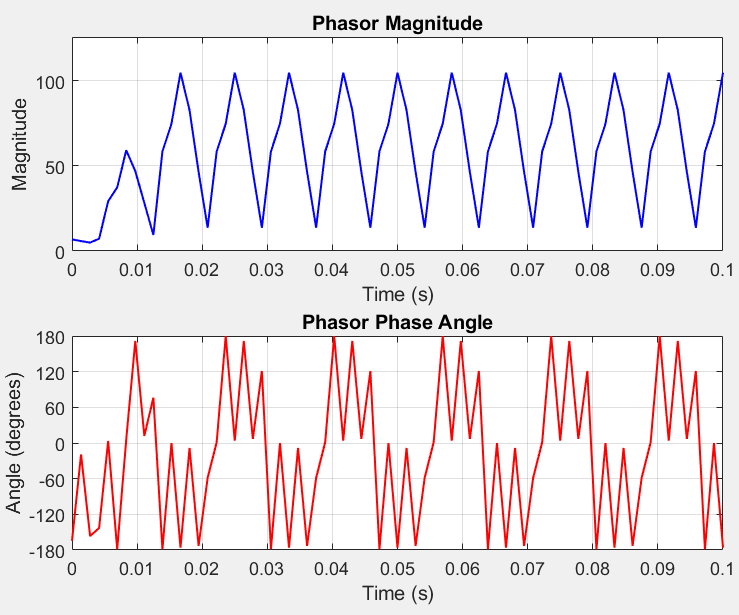 Phasor Magnitude
100
50
0
Magnitude
0 0.01 0.02 0.03 0.04 0.05 0.06 0.07 0.08 0.09 0.1
Time (s)
Phasor Phase Angle
180
120
60
0
-60
-120
-180
Angle (degrees)
0 0.01 0.02 0.03 0.04 0.05 0.06 0.07 0.08 0.09 0.1
Time (s)